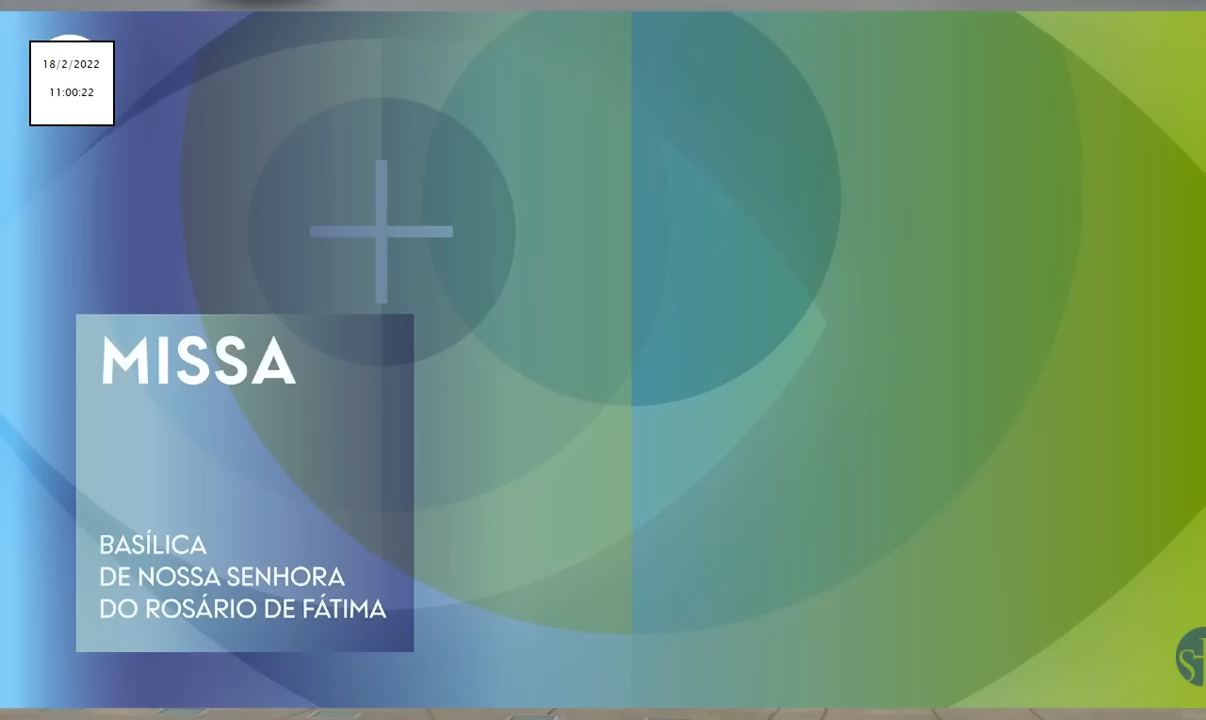 18/2/2022
11:00:22
MISSA
BASÍLICA
DE NOSSA SENHORA
DO ROSÁRIO DE FÁTIMA